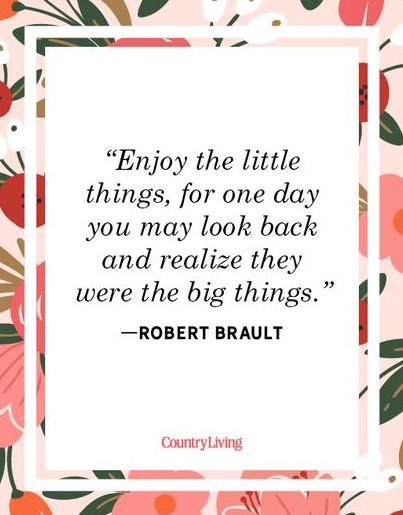 “Enjoy the little
things, for one day
you may look back
and realize they
were the big things.”
—ROBERT BRAULT
CountryLiving